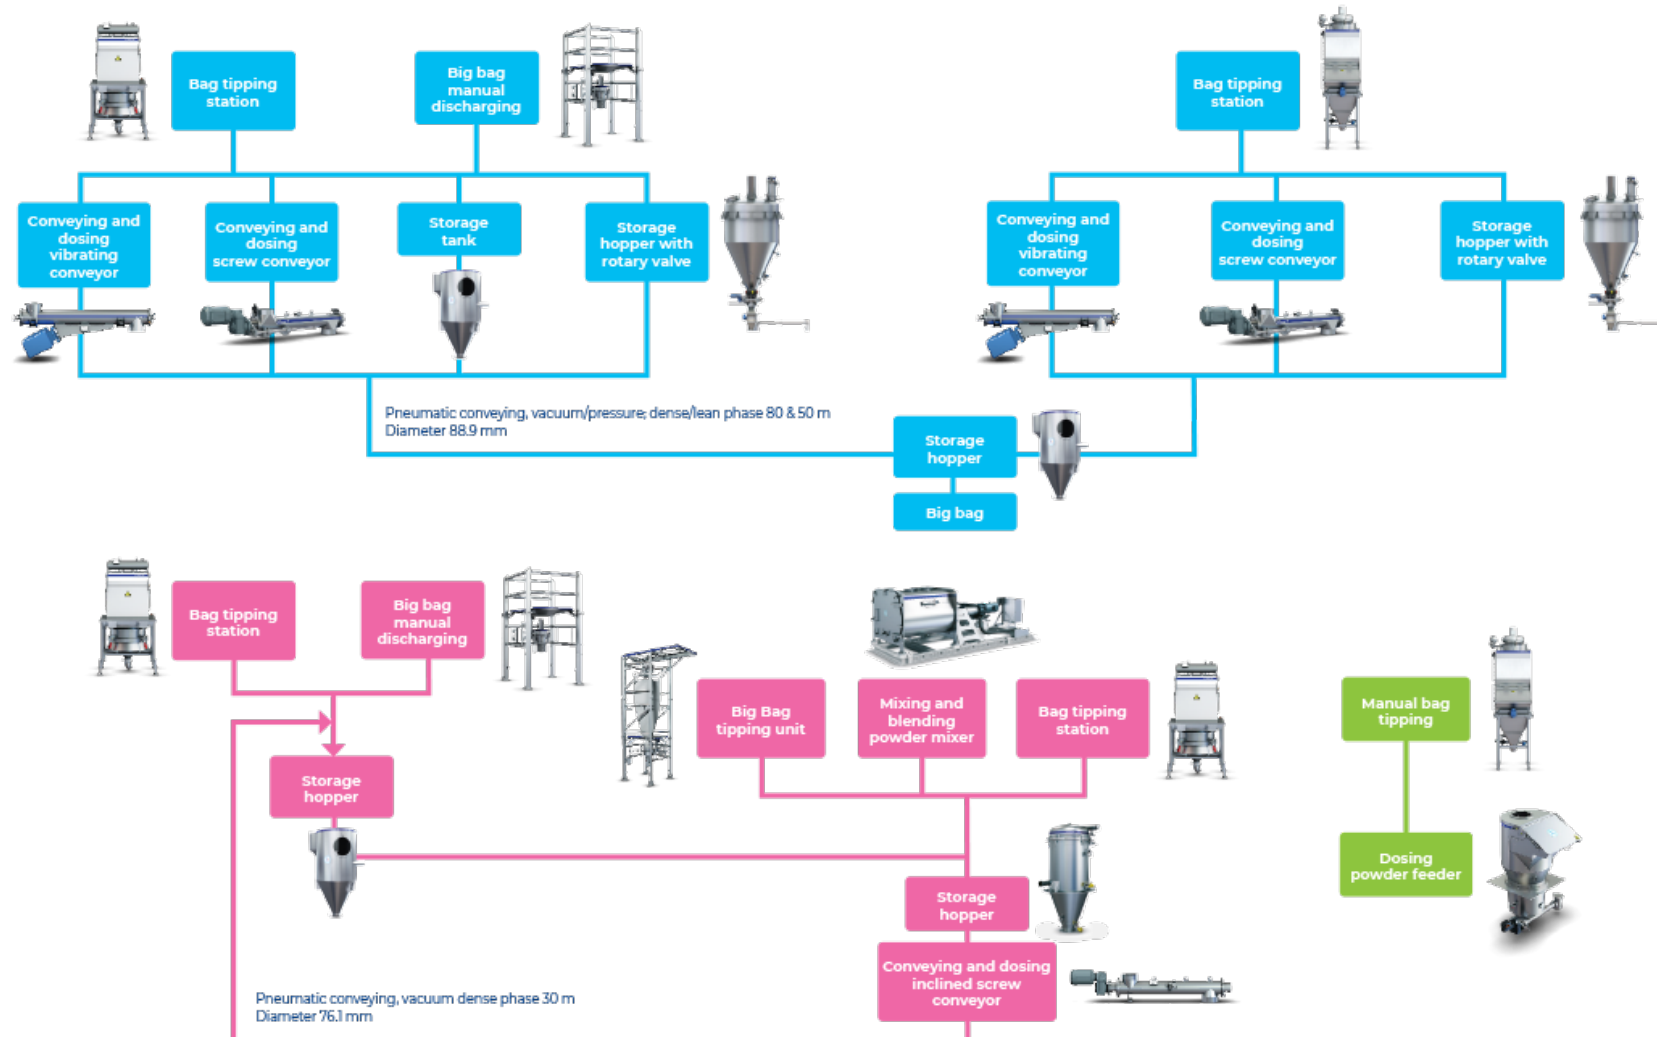 Bag tipping
station
Big bag
manual
discharging
Bag tipping
station
Conveying and
dosing
vibrating
conveyor
Conveying and
dosing
screw conveyor
Storage
tank
Storage
hopper with
rotary valve
Conveying and
dosing
vibrating
conveyor
Conveying and
dosing
screw conveyor
Storage
hopper with
rotary valve
Pneumatic conveying, vacuum/pressure; dense/lean phase 80 & 50 m
Diameter 88.9 mm
Storage
hopper
Big bag
Bag tipping
station
Big bag
manual
discharging
Big Bag
tipping unit
Mixing and
blending
powder mixer
Bag tipping
station
Manual bag
tipping
Storage
hopper
Dosing
powder feeder
Storage
hopper
Conveying and dosing
inclined screw
conveyor
Pneumatic conveying, vacuum dense phase 30 m
Diameter 76.1 mm